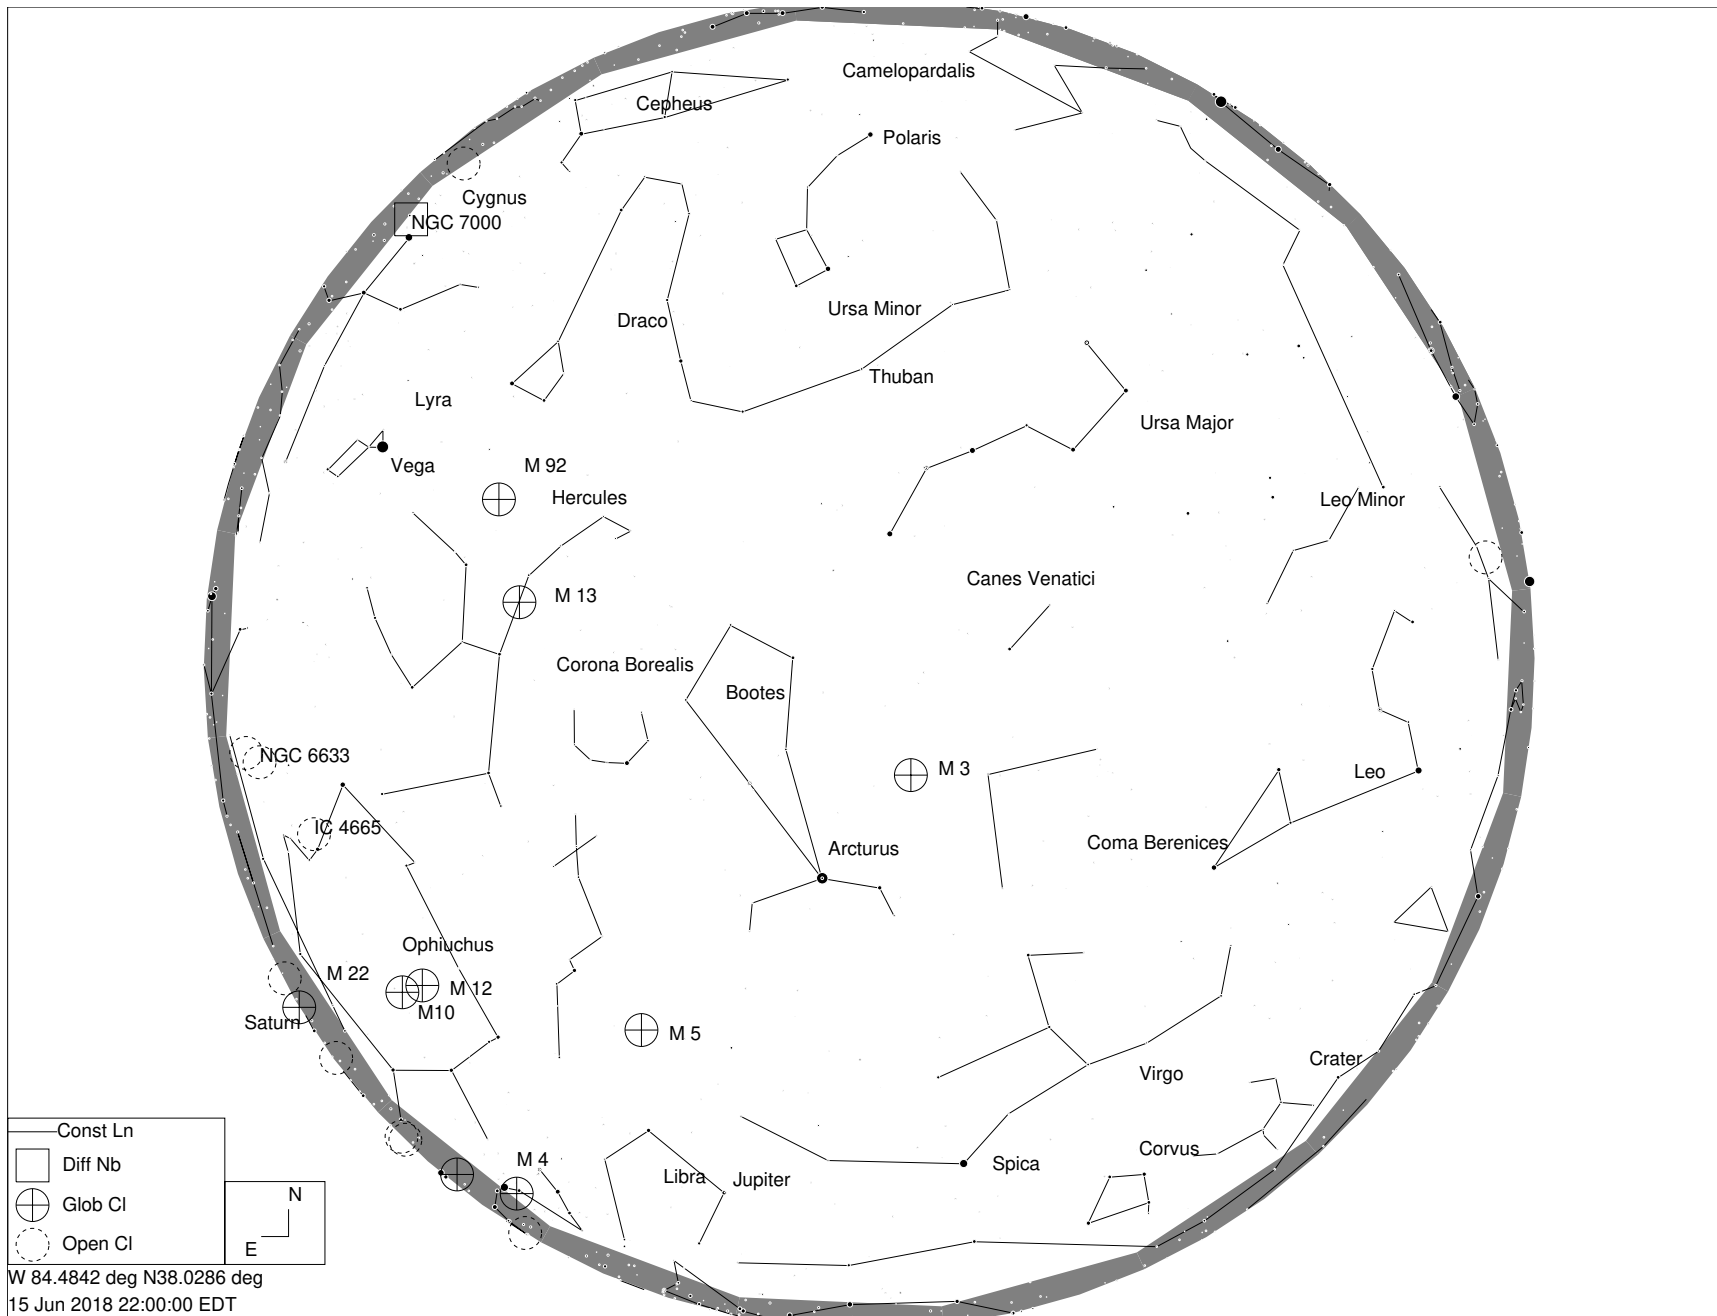 Camelopardalis
Cepheus
Polaris
Cygnus
NGC 7000
Ursa Minor
Draco
Thuban
Lyra
Ursa Major
Vega
M 92
Hercules
Leo Minor
Canes Venatici
M 13
Corona Borealis
Bootes
NGC 6633
M 3
Leo
IC 4665
Arcturus
Coma Berenices
Ophiuchus
M 22
M 12
M10
Saturn
M 5
Crater
Virgo
Corvus
M 4
Spica
Libra
Jupiter
Const Ln
Diff Nb
Glob Cl
Open Cl
N
E
W 84.4842 deg N38.0286 deg
15 Jun 2018 22:00:00 EDT